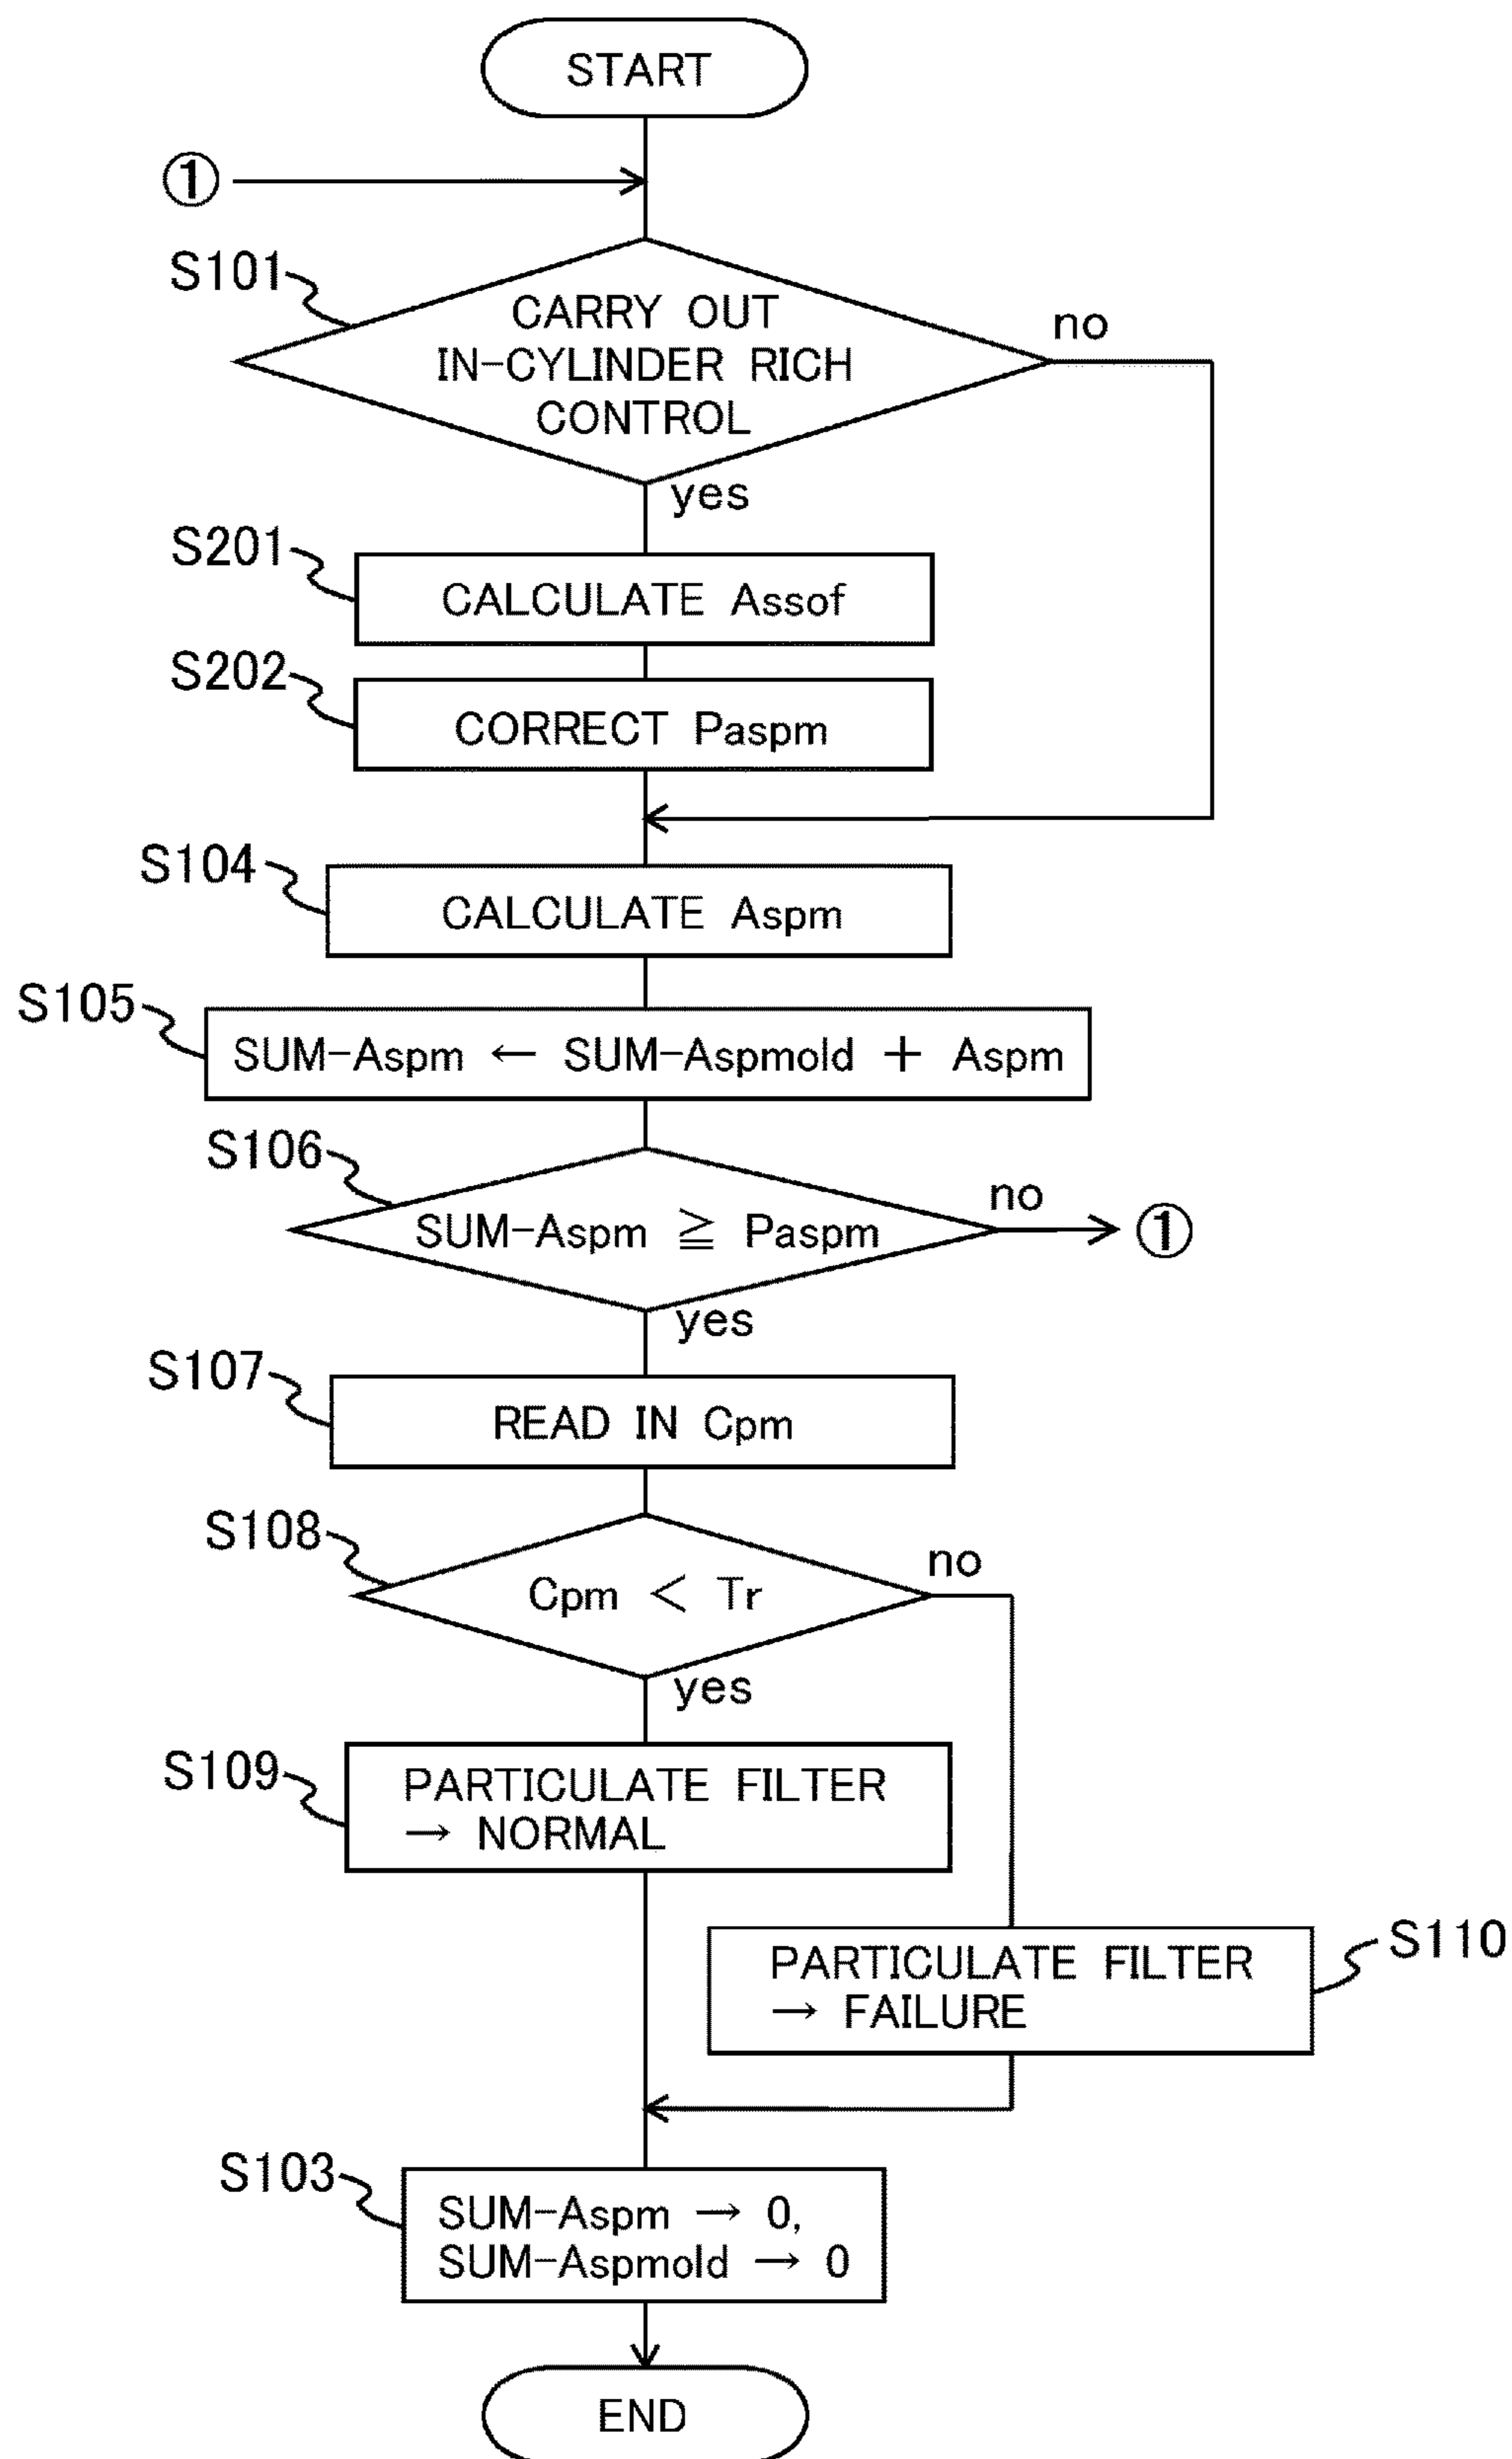 START
①
S101
CARRY OUT
IN-CYLINDER RICH
CONTROL
no
yes
S201
CALCULATE Assof
S202
CORRECT Paspm
S104
CALCULATE Aspm
S105
SUM-Aspm ← SUM-Aspmold + Aspm
S106
SUM-Aspm ≧ Paspm
no
①
yes
S107
READ IN Cpm
S108
Cpm < Tr
no
yes
S109
PARTICULATE FILTER
→ NORMAL
S110
PARTICULATE FILTER
→ FAILURE
S103
SUM-Aspm → 0,
SUM-Aspmold → 0
END